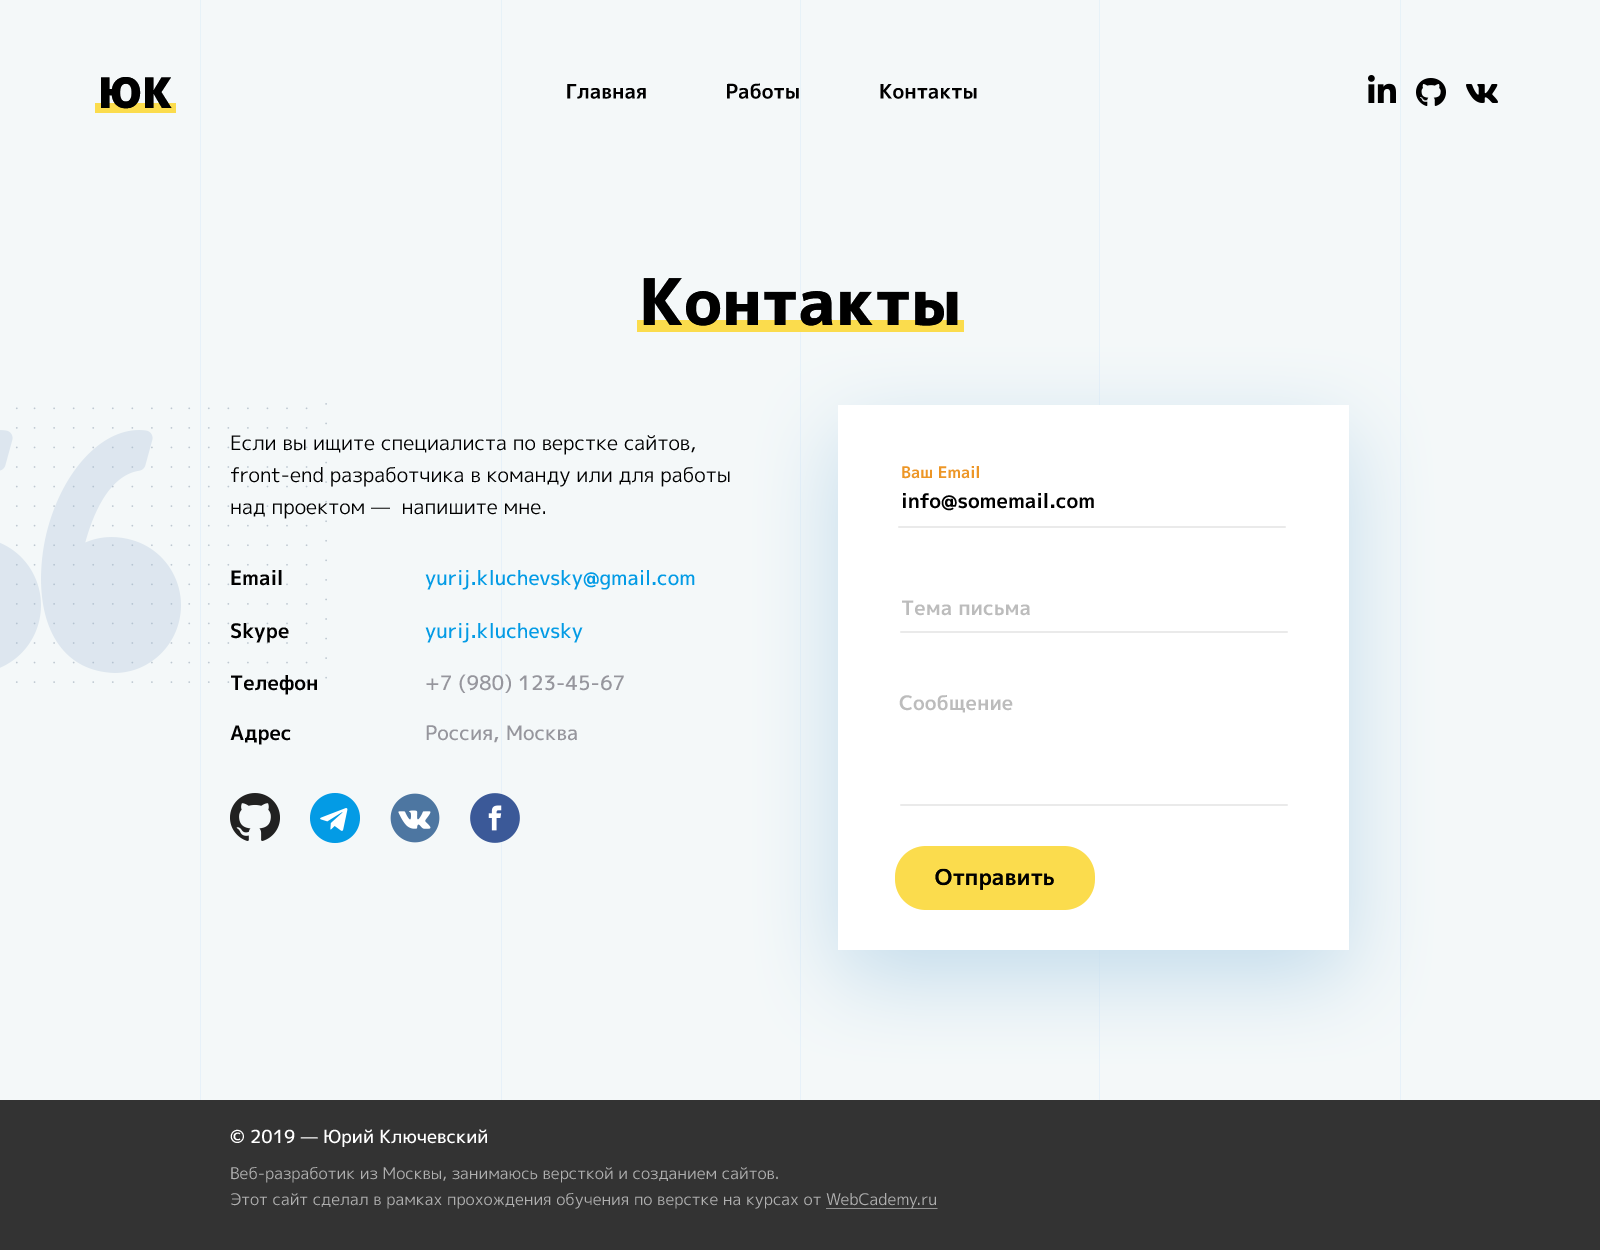 ЮК
Главная
Работы
Контакты
in
Контакты
Если вы ищите специалиста по верстке сайтов,
front-end разработчика в команду или для работы
над проектом — напишите мне.
Email yurij.kluchevsky@gmail.com
Skype yurij.kluchevsky
Телефон +7 (980) 123-45-67
Адрес Россия, Москва
Ваш Email
info@somemail.com
Тема письма
Сообщение
Отправить
© 2019 — Юрий Ключевский
Веб-разработик из Москвы, занимаюсь версткой и созданием сайтов.
Этот сайт сделал в рамках прохождения обучения по верстке на курсах от WebCademy.ru